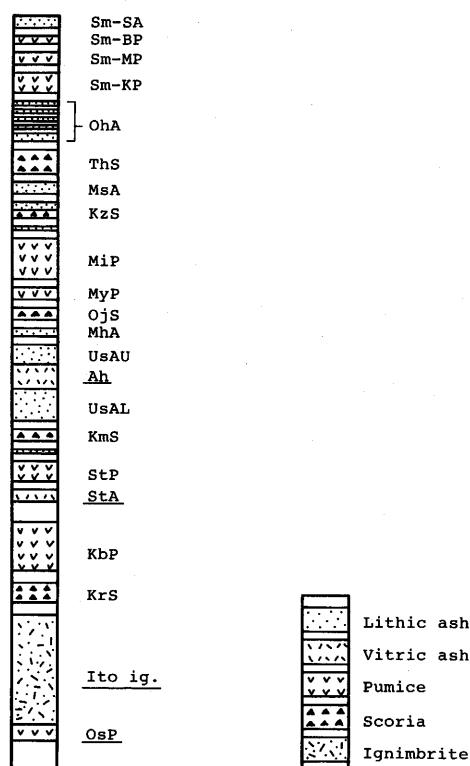 Sm-SA
Sm-BP
Sm-MP
Sm-KP
OhA
ThS
MsA
KzS
MiP
MyP
OjS
MhA
UsAU
Ah
UsAL
KmS
StP
StA
KbP
KrS
Ito ig.
OsP
Lithic ash
Vitric ash
Pumice
Scoria
Ignimbrite